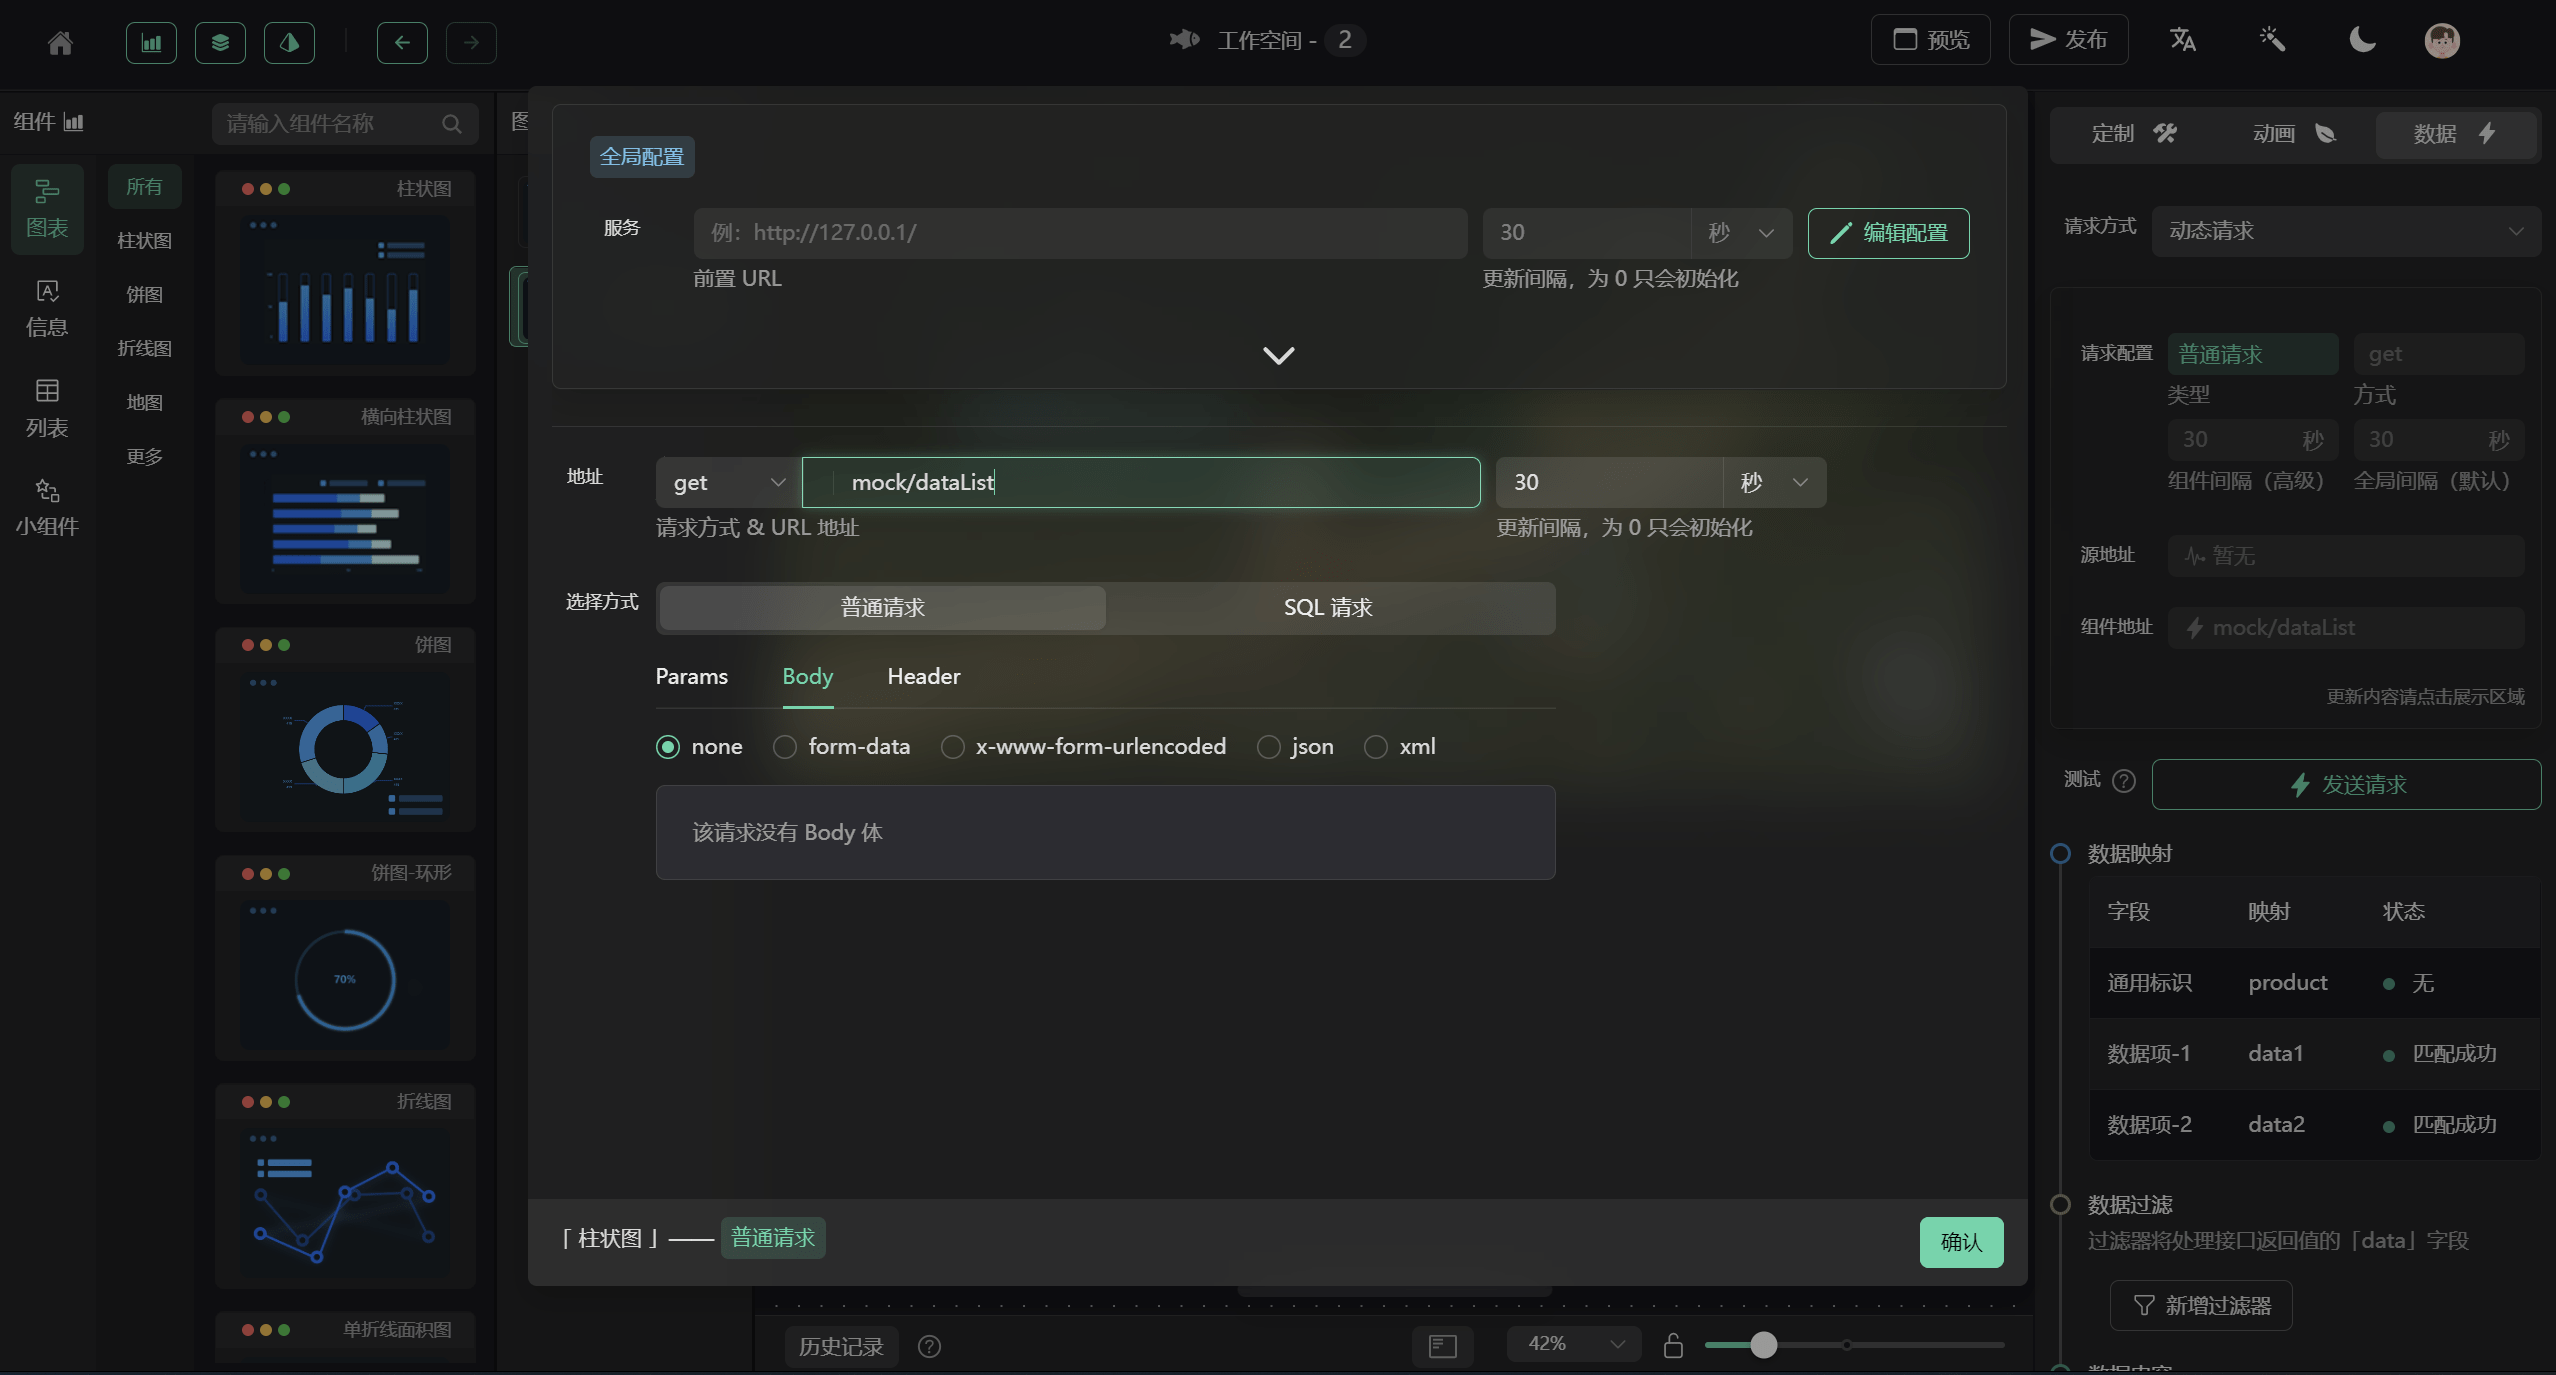 工作空间 - 2
预览
发布
组件
请输入组件名称
图
图表
信息
列表
小组件
所有
柱状图
饼图
折线图
地图
更多
柱状图
横向柱状图
饼图
饼图-环形
70%
折线图
单折线面积图
全局配置
服务
例：http://127.0.0.1/
30
秒
编辑配置
前置 URL
更新间隔，为 0 只会初始化
地址
get
mock/dataList
30
秒
请求方式 & URL 地址
更新间隔，为 0 只会初始化
选择方式
普通请求
SQL 请求
Params
Body
Header
none
form-data
x-www-form-urlencoded
json
xml
该请求没有 Body 体
「 柱状图 」——
普通请求
确认
历史记录
42%
定制
动画
数据
请求方式
动态请求
请求配置
普通请求
get
类型
方式
30 秒
30 秒
组件间隔（高级）
全局间隔（默认）
源地址
暂无
组件地址
mock/dataList
更新内容请点击展示区域
测试
发送请求
数据映射
字段 映射 状态
通用标识 product 无
数据项-1 data1 匹配成功
数据项-2 data2 匹配成功
数据过滤
过滤器将处理接口返回值的「data」字段
新增过滤器
数据内容